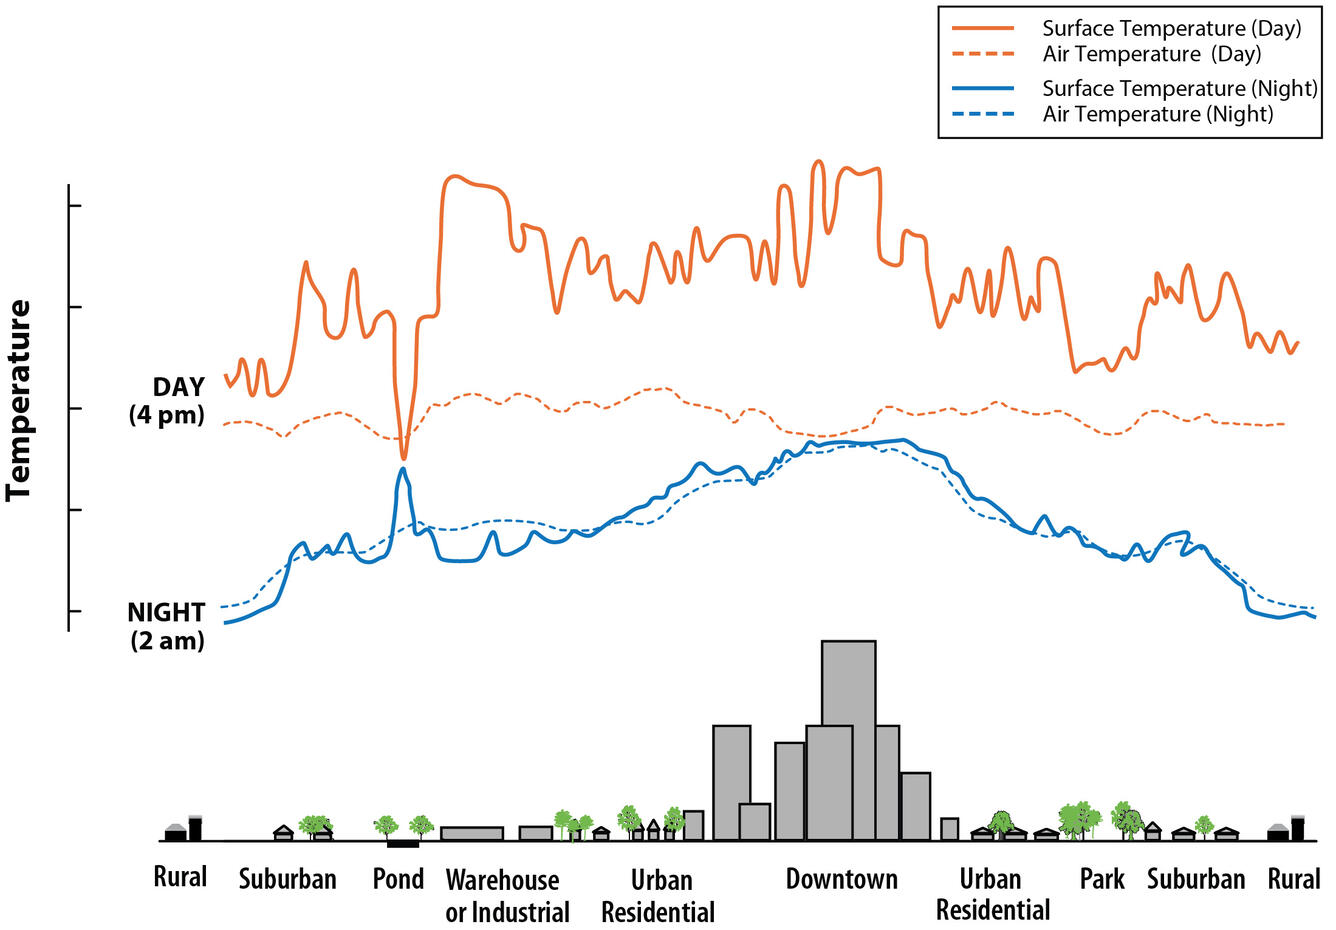 Surface Temperature (Day)
Air Temperature (Day)
Surface Temperature (Night)
Air Temperature (Night)
Temperature
DAY
(4 pm)
NIGHT
(2 am)
Rural
Suburban
Pond
Warehouse
or Industrial
Urban
Residential
Downtown
Urban
Residential
Park
Suburban
Rural